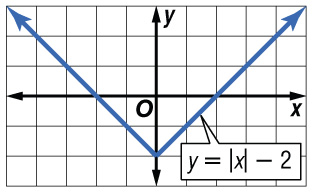 y
O
x
y = |x| − 2